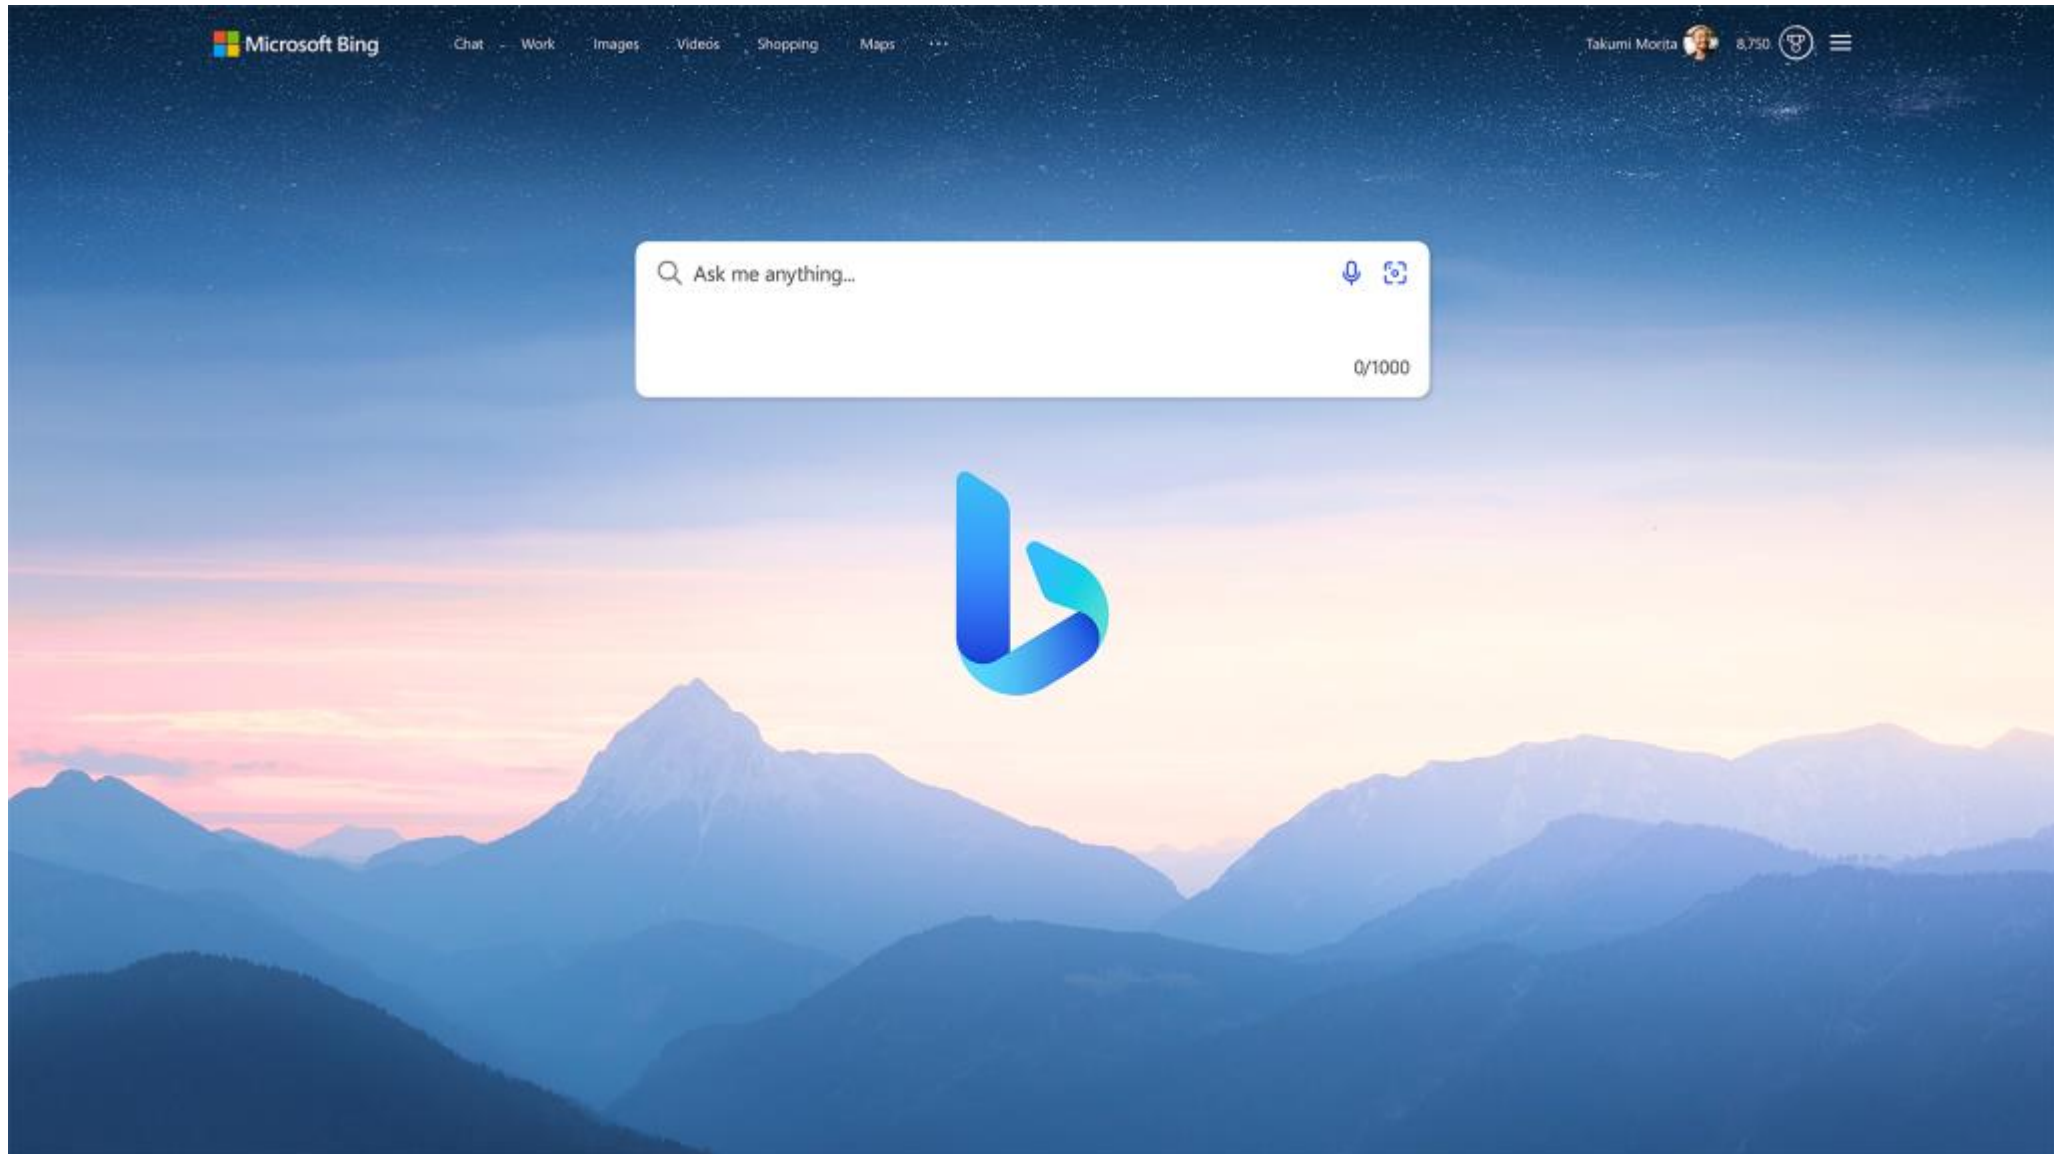 Microsoft Bing Chat Work Images Videos Shopping Maps ... Takumi Morita 8,750
Ask me anything...
0/1000